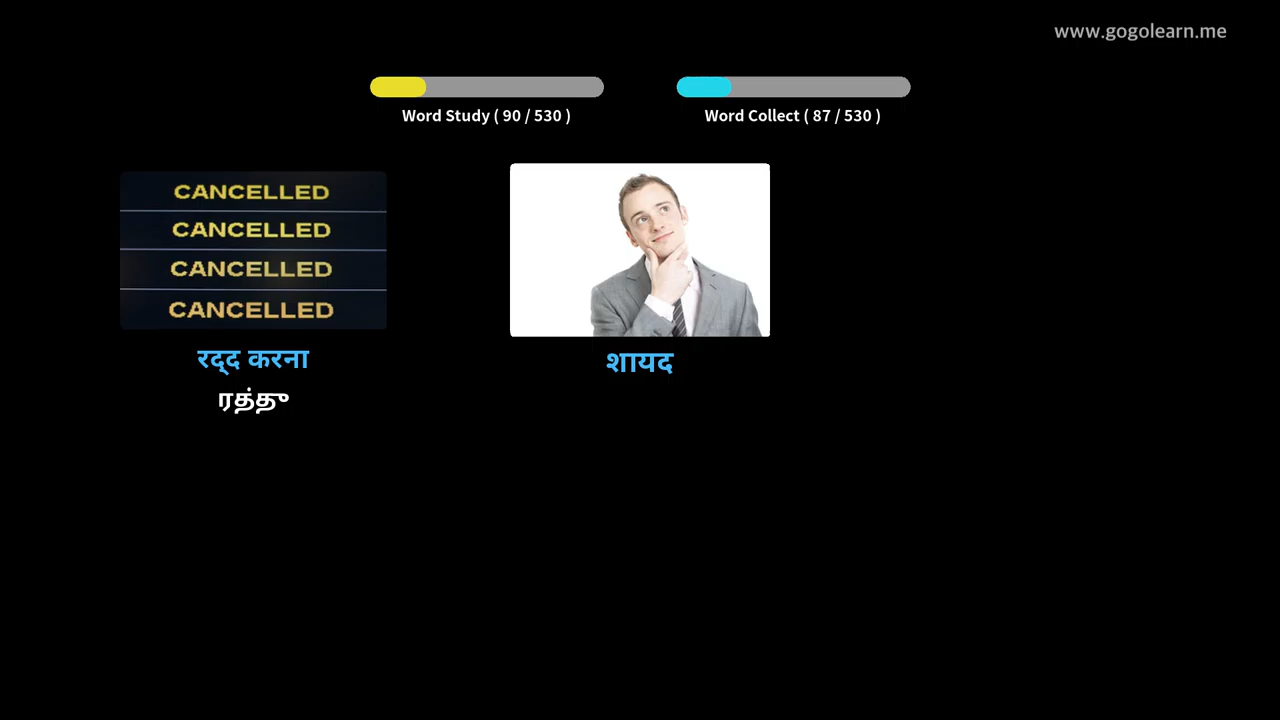 www.gogolearn.me
Word Study ( 90 / 530 )
Word Collect ( 87 / 530 )
CANCELLED
CANCELLED
CANCELLED
CANCELLED
रद्द करना
ரத்து
शायद